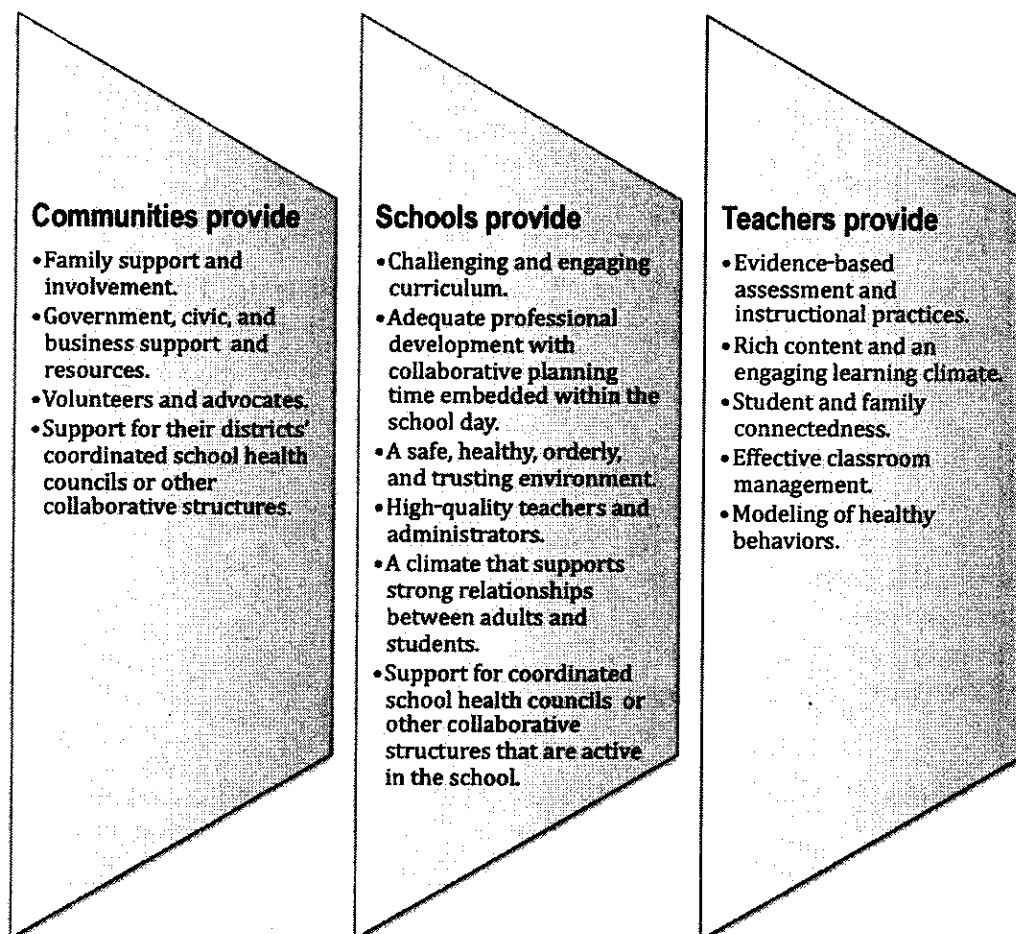 Communities provide
•Family support and
involvement.
•Government, civic, and
business support and
resources.
•Volunteers and advocates.
•Support for their districts'
coordinated school health
councils or other
collaborative structures.
Schools provide
•Challenging and engaging
curriculum.
•Adequate professional
development with
collaborative planning
time embedded within the
school day.
•A safe, healthy, orderly,
and trusting environment.
•High-quality teachers and
administrators.
•A climate that supports
strong relationships
between adults and
students.
•Support for coordinated
school health councils or
other collaborative
structures that are active
in the school.
Teachers provide
•Evidence-based
assessment and
instructional practices.
•Rich content and an
engaging learning climate.
•Student and family
connectedness.
•Effective classroom
management.
•Modeling of healthy
behaviors.